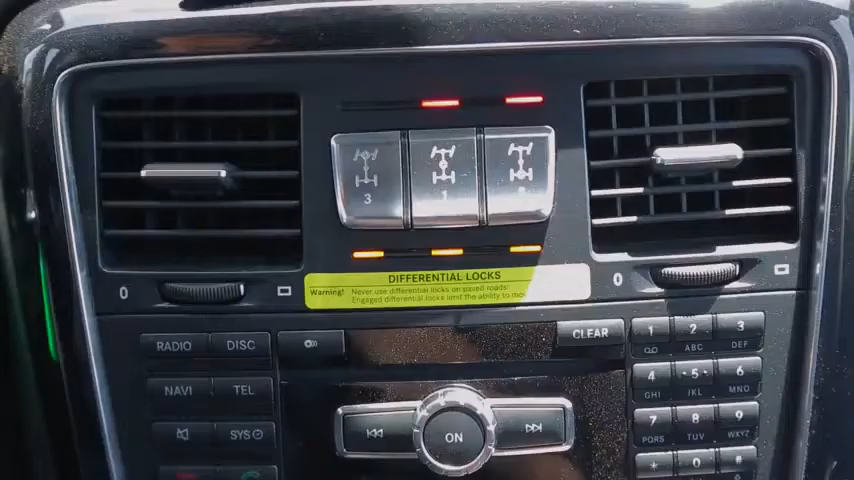 3 1
DIFFERENTIAL LOCKS
Warning! Never use differential locks on paved roads.
Engaged differential locks limit the ability to
0 0
RADIO DISC CLEAR 1 2 ABC 3 DEF
NAVI TEL 4 GHI 5 JKL 6 MNO
SYS ON 7 PQRS 8 TUV 9 WXYZ
* 0 #